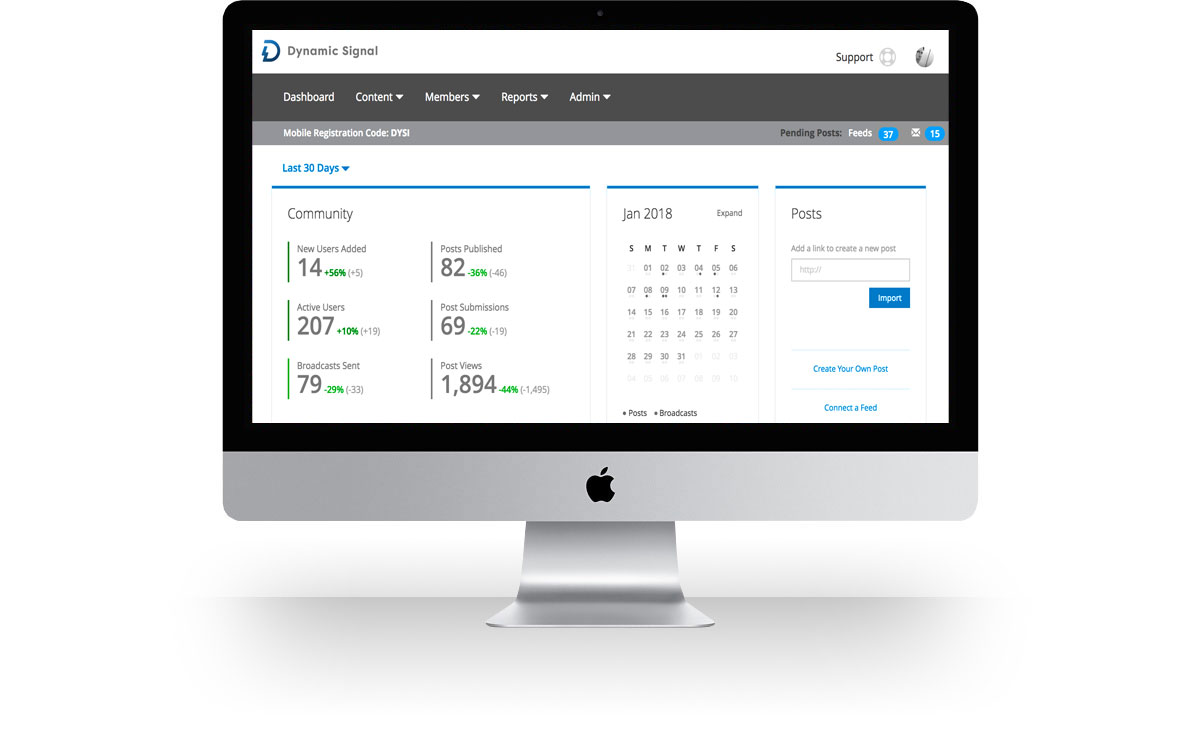 Dynamic Signal
Support
Dashboard Content Members Reports Admin
Mobile Registration Code: DYSI
Pending Posts: Feeds 37 15
Last 30 Days
Community
New Users Added
14 +56% (+5)
Posts Published
82 -36% (-46)
Active Users
207 +10% (+19)
Post Submissions
69 -22% (-19)
Broadcasts Sent
79 -29% (-33)
Post Views
1,894 -44% (-1,495)
Jan 2018 Expand
S M T W T F S
31 01 02 03 04 05 06
07 08 09 10 11 12 13
14 15 16 17 18 19 20
21 22 23 24 25 26 27
28 29 30 31 01 02 03
04 05 06 07 08 09 10
• Posts • Broadcasts
Posts
Add a link to create a new post
http://
Import
Create Your Own Post
Connect a Feed